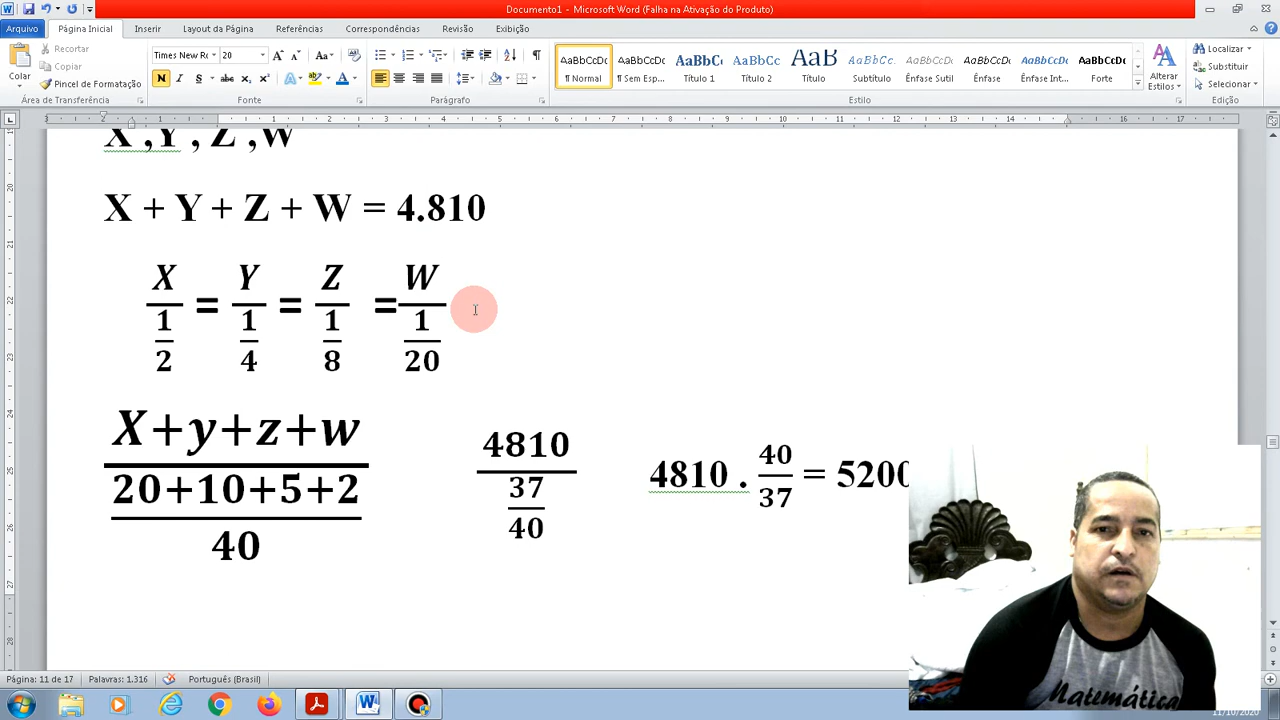 Documento1 - Microsoft Word (Falha na Ativação do Produto)
Arquivo Página Inicial Inserir Layout da Página Referências Correspondências Revisão Exibição
Colar
Recortar
Copiar
Pincel de Formatação
Área de Transferência
Times New Ro 20
Fonte
Parágrafo
AaBbCcDc AaBbCcDc AaBbC AaBbCc AaB AaBbCcL AaBbCcDc AaBbCcDc AaBbCcDc AaBbCcDc
¶ Normal ¶ Sem Esp... Título 1 Título 2 Título Subtítulo Ênfase Sutil Ênfase Ênfase Int... Forte
Estilo
Alterar Estilos
Localizar
Substituir
Selecionar
Edição
X ,Y , Z ,W
X + Y + Z + W = 4.810
X Y Z W
= = =
1 1 1 1
2 4 8 20
X+y+z+w
20+10+5+2
40
4810
37
40
4810 . 40/37 = 5200
Matemática
Página: 11 de 17 Palavras: 1.316 Português (Brasil)
11/10/2020